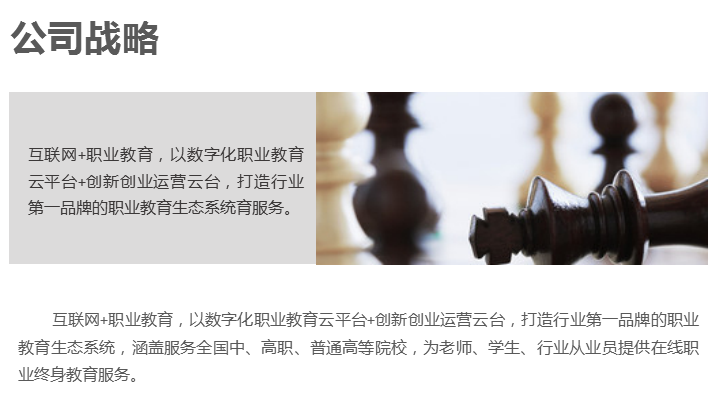 公司战略
互联网+职业教育，以数字化职业教育
云平台+创新创业运营云台，打造行业
第一品牌的职业教育生态系统育服务。
互联网+职业教育，以数字化职业教育云平台+创新创业运营云台，打造行业第一品牌的职业
教育生态系统，涵盖服务全国中、高职、普通高等院校，为老师、学生、行业从业员提供在线职
业终身教育服务。